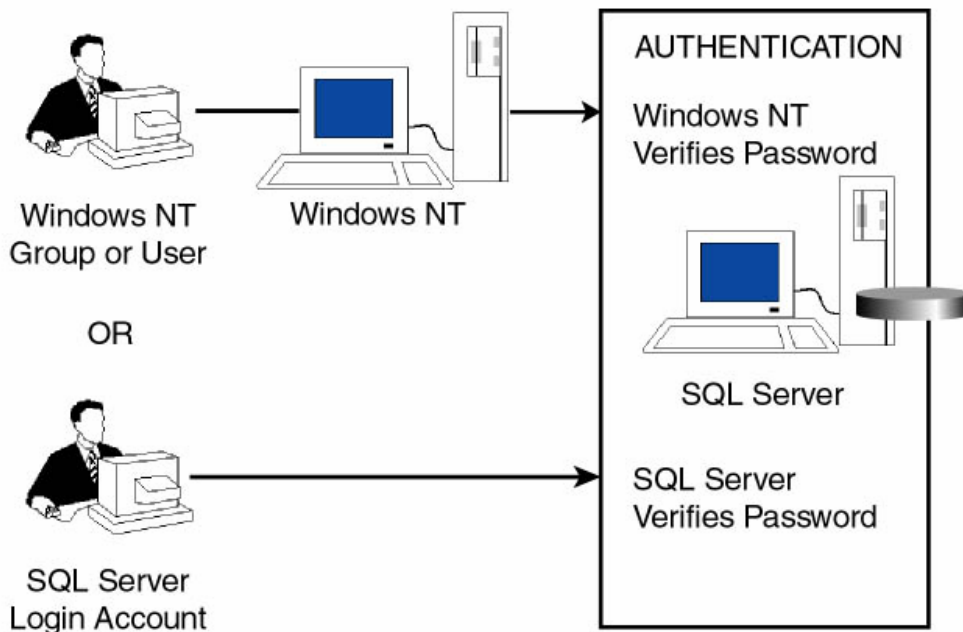 Windows NT
Group or User
Windows NT
OR
SQL Server
Login Account
AUTHENTICATION
Windows NT
Verifies Password
SQL Server
SQL Server
Verifies Password